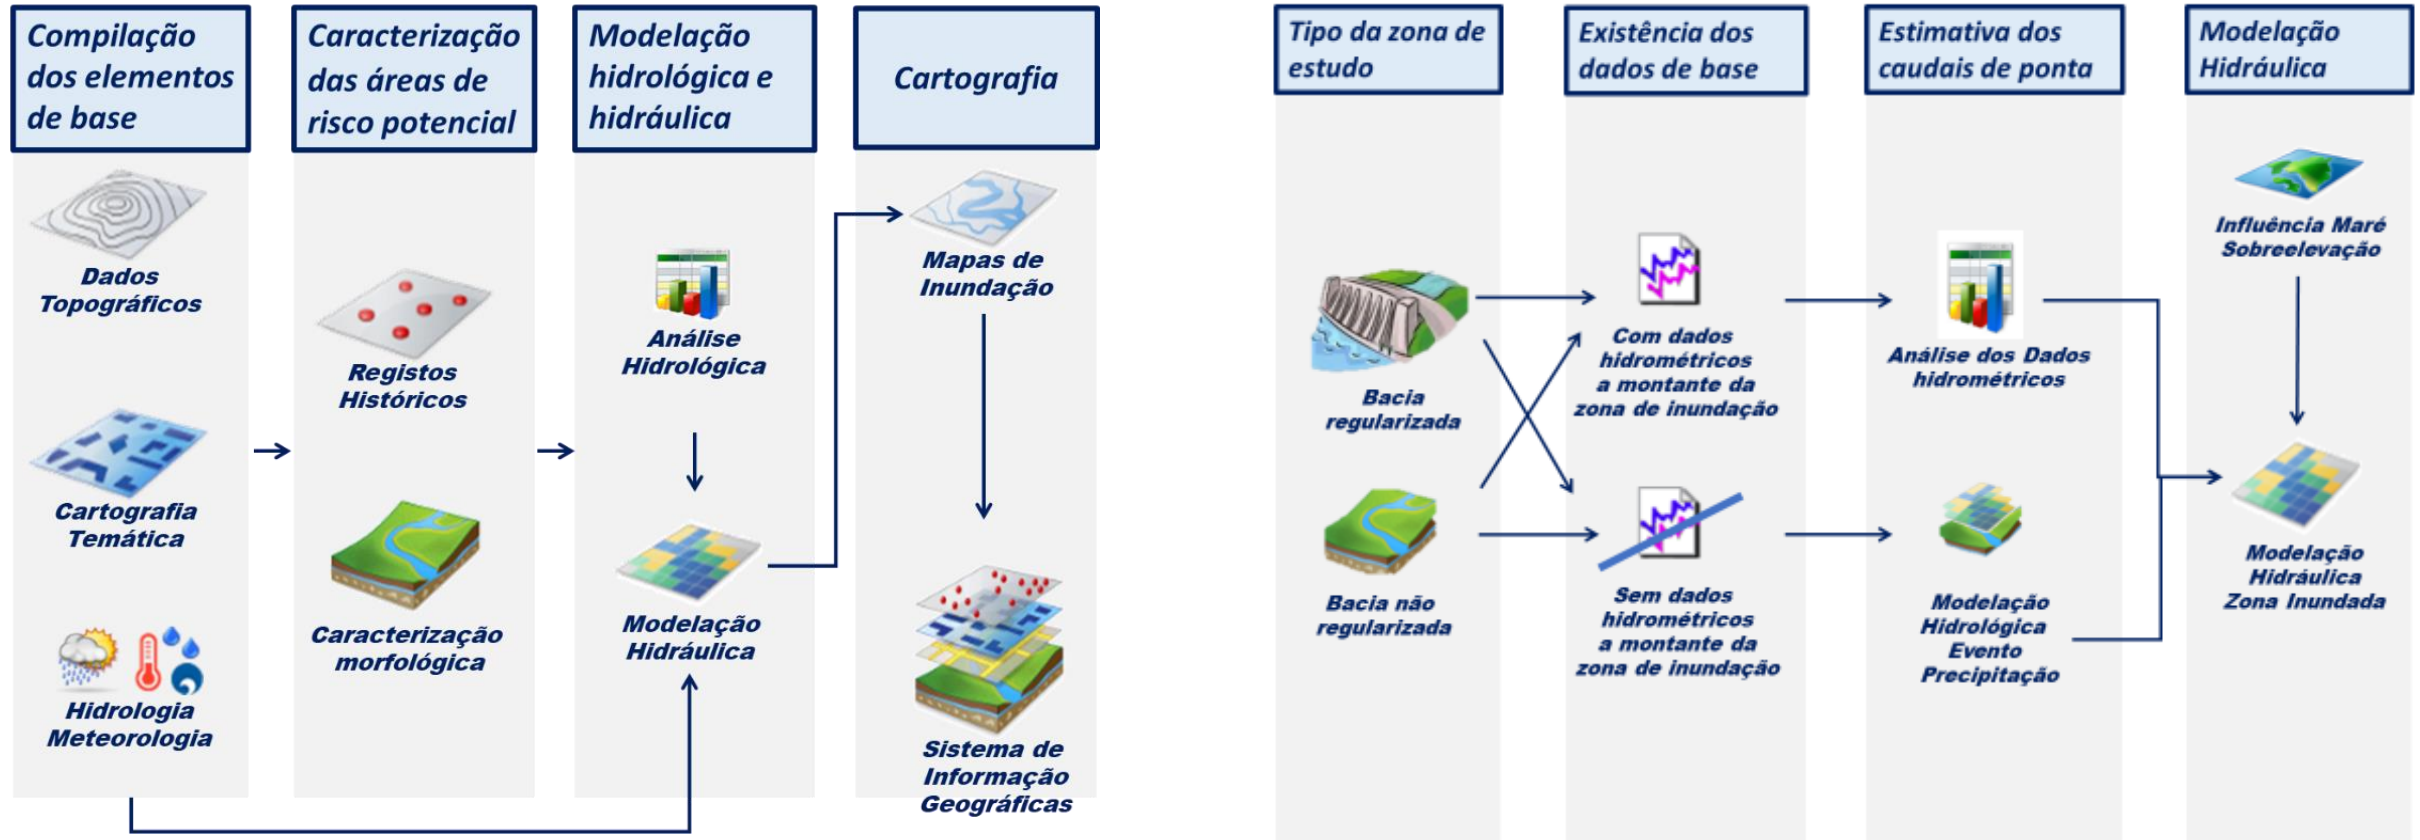 Compilação
dos elementos
de base
Dados
Topográficos
Cartografia
Temática
Hidrologia
Meteorologia
Caracterização
das áreas de
risco potencial
Registos
Históricos
Caracterização
morfológica
Modelação
hidrológica e
hidráulica
Análise
Hidrológica
Modelação
Hidráulica
Cartografia
Mapas de
Inundação
Sistema de
Informação
Geográficas
Tipo da zona de
estudo
Bacia
regularizada
Bacia não
regularizada
Existência dos
dados de base
Com dados
hidrométricos
a montante da
zona de inundação
Sem dados
hidrométricos
a montante da
zona de inundação
Estimativa dos
caudais de ponta
Análise dos Dados
hidrométricos
Modelação
Hidrológica
Evento
Precipitação
Modelação
Hidráulica
Influência Maré
Sobreelevação
Modelação
Hidráulica
Zona Inundada